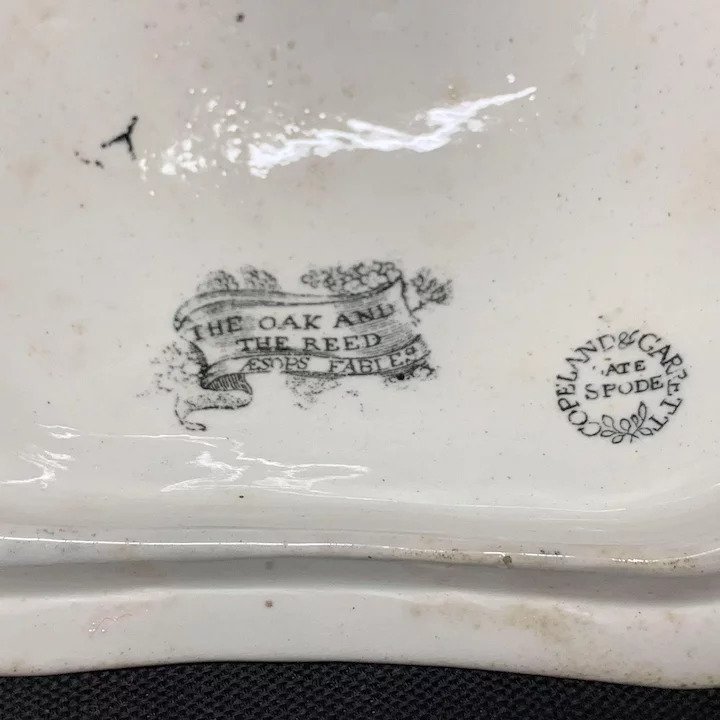 THE OAK AND
THE REED
ÆSOPS FABLES
COPELAND & GARRETT
LATE
SPODE